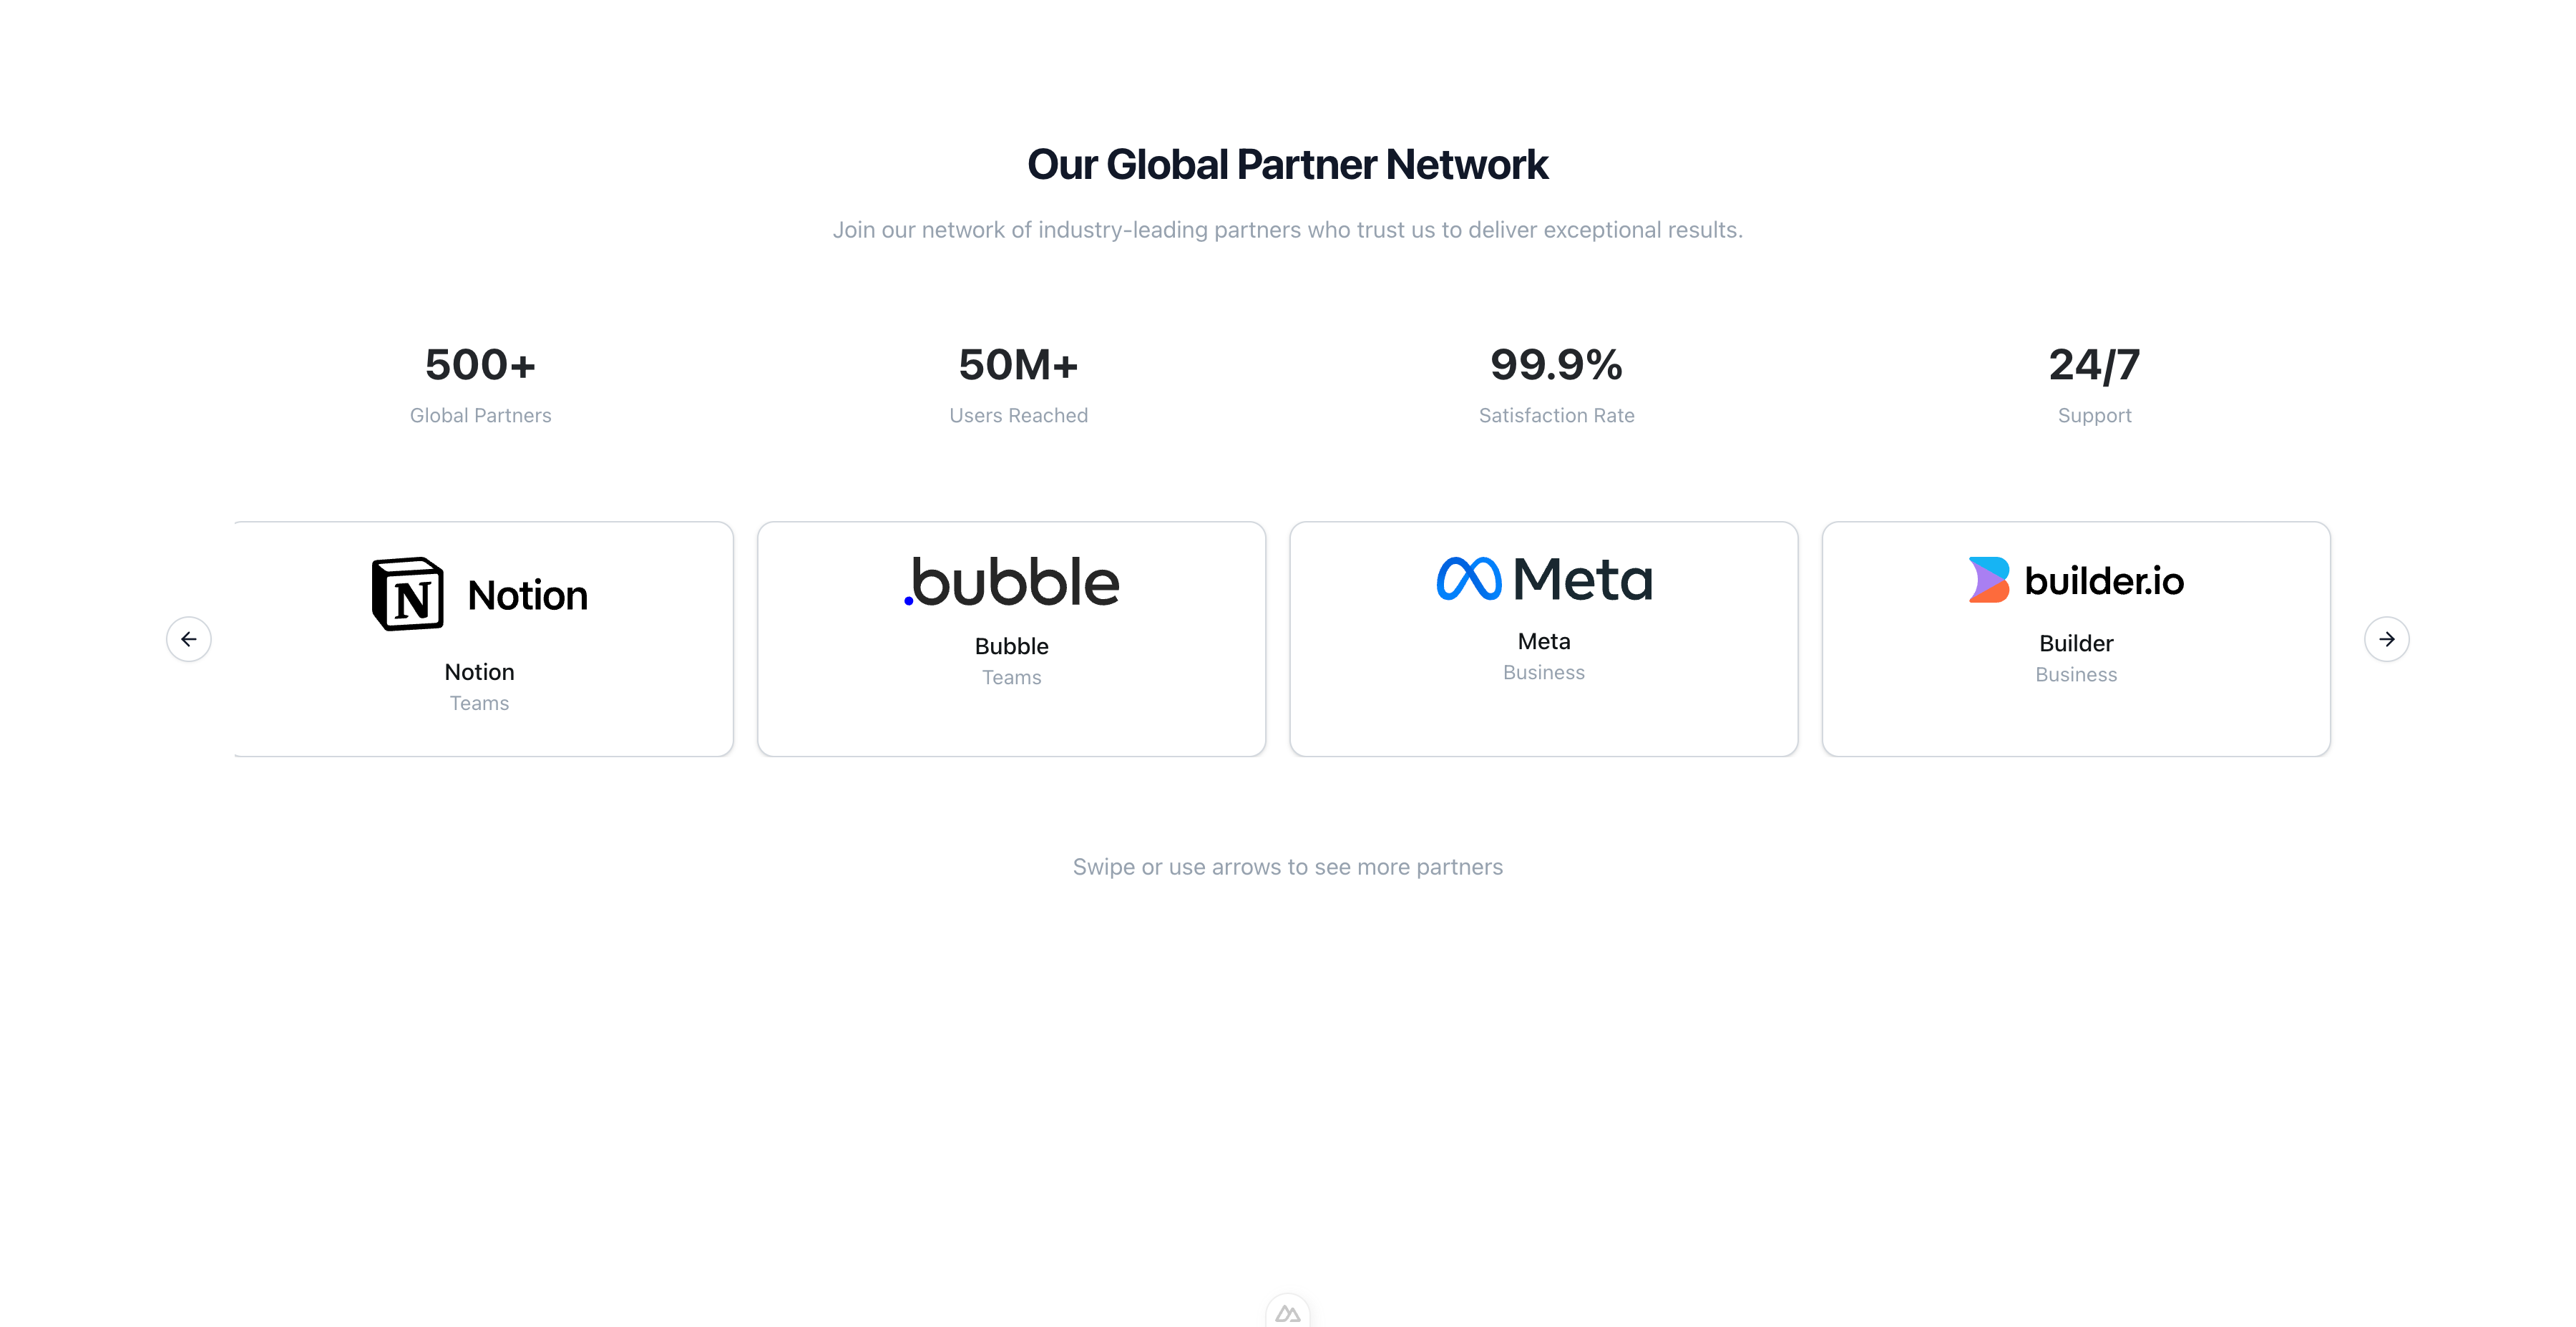 Our Global Partner Network
Join our network of industry-leading partners who trust us to deliver exceptional results.
500+
Global Partners
50M+
Users Reached
99.9%
Satisfaction Rate
24/7
Support
N Notion
Notion
Teams
.bubble
Bubble
Teams
Meta
Meta
Business
builder.io
Builder
Business
Swipe or use arrows to see more partners